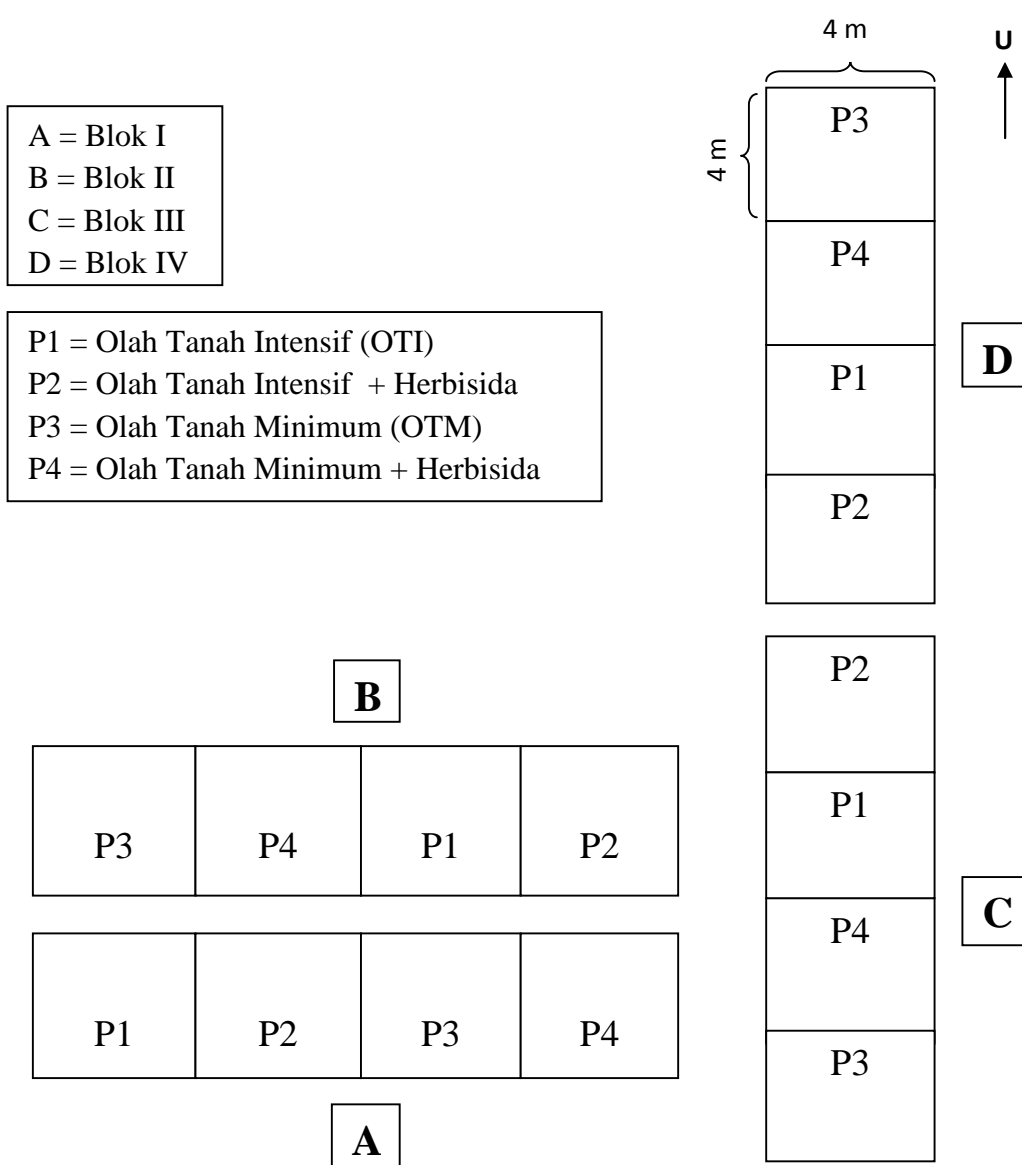 4 m
U
4 m
A = Blok I
B = Blok II
C = Blok III
D = Blok IV
P1 = Olah Tanah Intensif (OTI)
P2 = Olah Tanah Intensif + Herbisida
P3 = Olah Tanah Minimum (OTM)
P4 = Olah Tanah Minimum + Herbisida
P3
P4
P1
P2
D
P2
P1
P4
P3
C
B
P3 P4 P1 P2
P1 P2 P3 P4
A